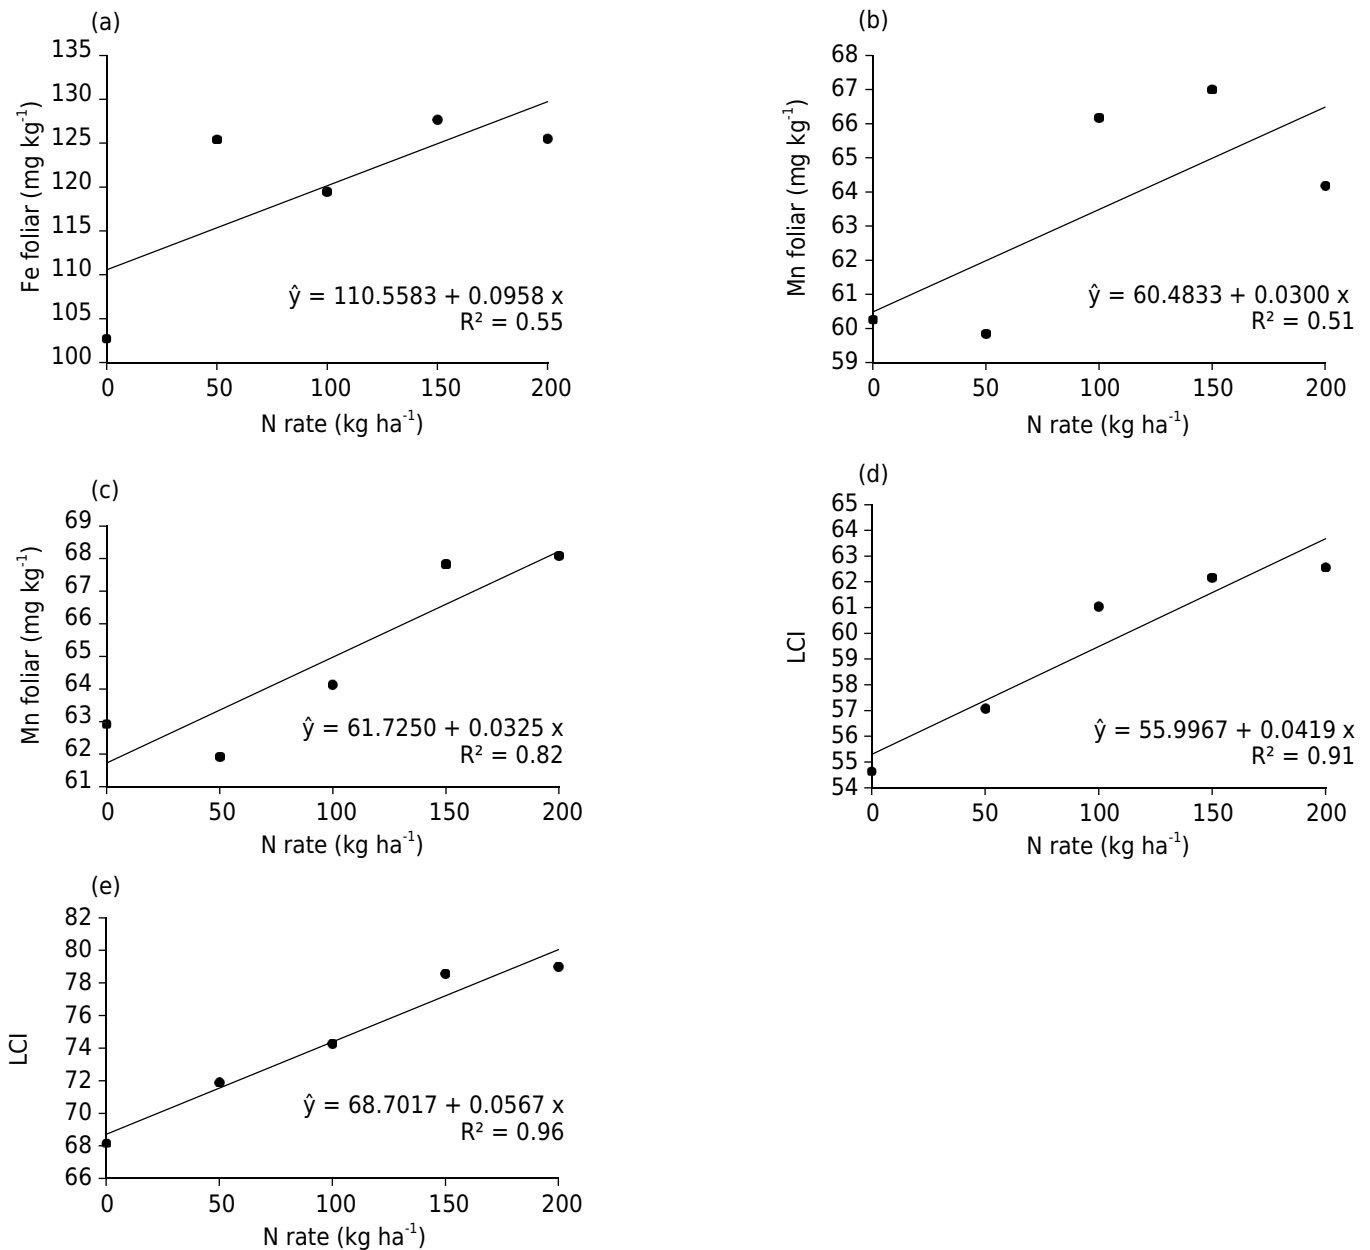 (a)
135
130
125
120
115
110
105
100
Fe foliar (mg kg⁻¹)
ŷ = 110.5583 + 0.0958 x
R² = 0.55
0 50 100 150 200
N rate (kg ha⁻¹)
(b)
68
67
66
65
64
63
62
61
60
59
Mn foliar (mg kg⁻¹)
ŷ = 60.4833 + 0.0300 x
R² = 0.51
0 50 100 150 200
N rate (kg ha⁻¹)
(c)
69
68
67
66
65
64
63
62
61
Mn foliar (mg kg⁻¹)
ŷ = 61.7250 + 0.0325 x
R² = 0.82
0 50 100 150 200
N rate (kg ha⁻¹)
(d)
65
64
63
62
61
60
59
58
57
56
55
54
LCI
ŷ = 55.9967 + 0.0419 x
R² = 0.91
0 50 100 150 200
N rate (kg ha⁻¹)
(e)
82
80
78
76
74
72
70
68
66
LCI
ŷ = 68.7017 + 0.0567 x
R² = 0.96
0 50 100 150 200
N rate (kg ha⁻¹)